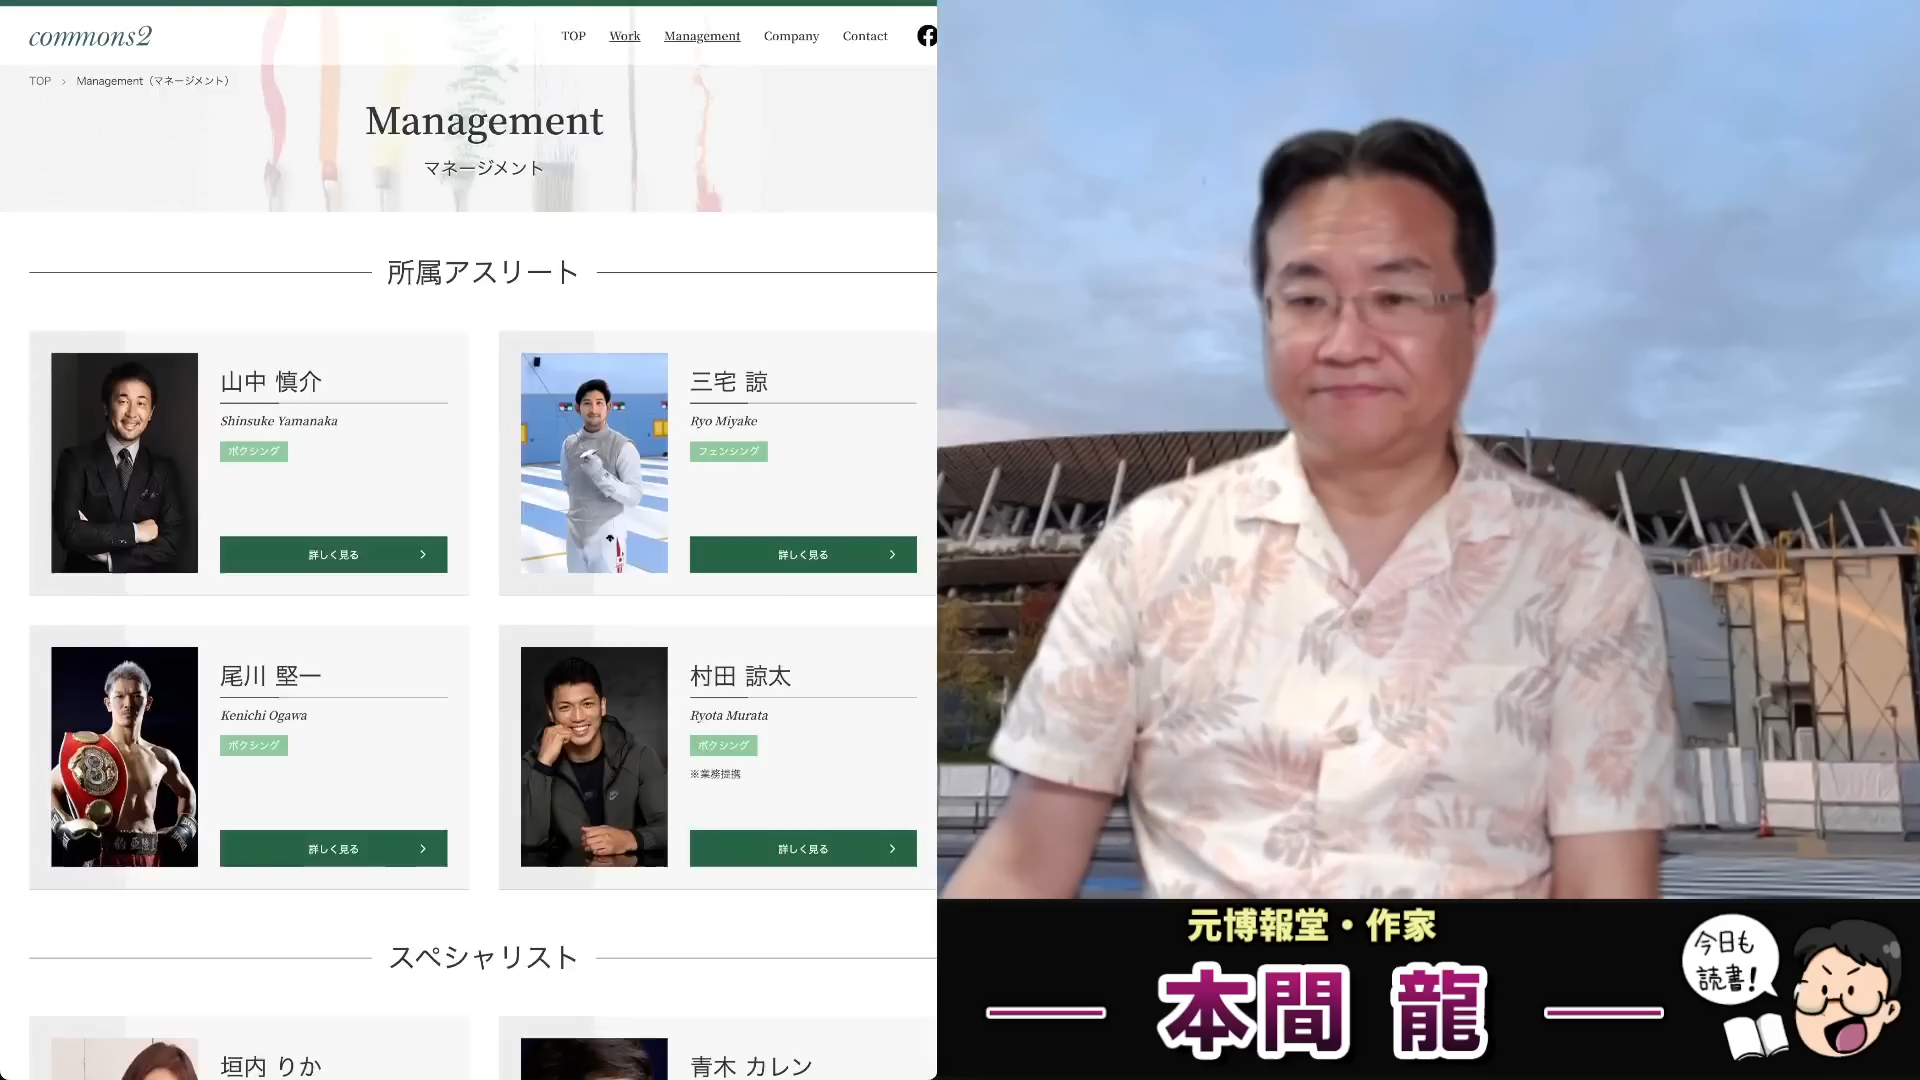 commons2
TOP Work Management Company Contact
TOP > Management（マネージメント）
Management
マネージメント
所属アスリート
山中 慎介
Shinsuke Yamanaka
ボクシング
詳しく見る
三宅 諒
Ryo Miyake
フェンシング
詳しく見る
尾川 堅一
Kenichi Ogawa
ボクシング
詳しく見る
村田 諒太
Ryota Murata
ボクシング
※業務提携
詳しく見る
スペシャリスト
垣内 りか
青木 カレン
元博報堂・作家
本間 龍
今日も
読書!